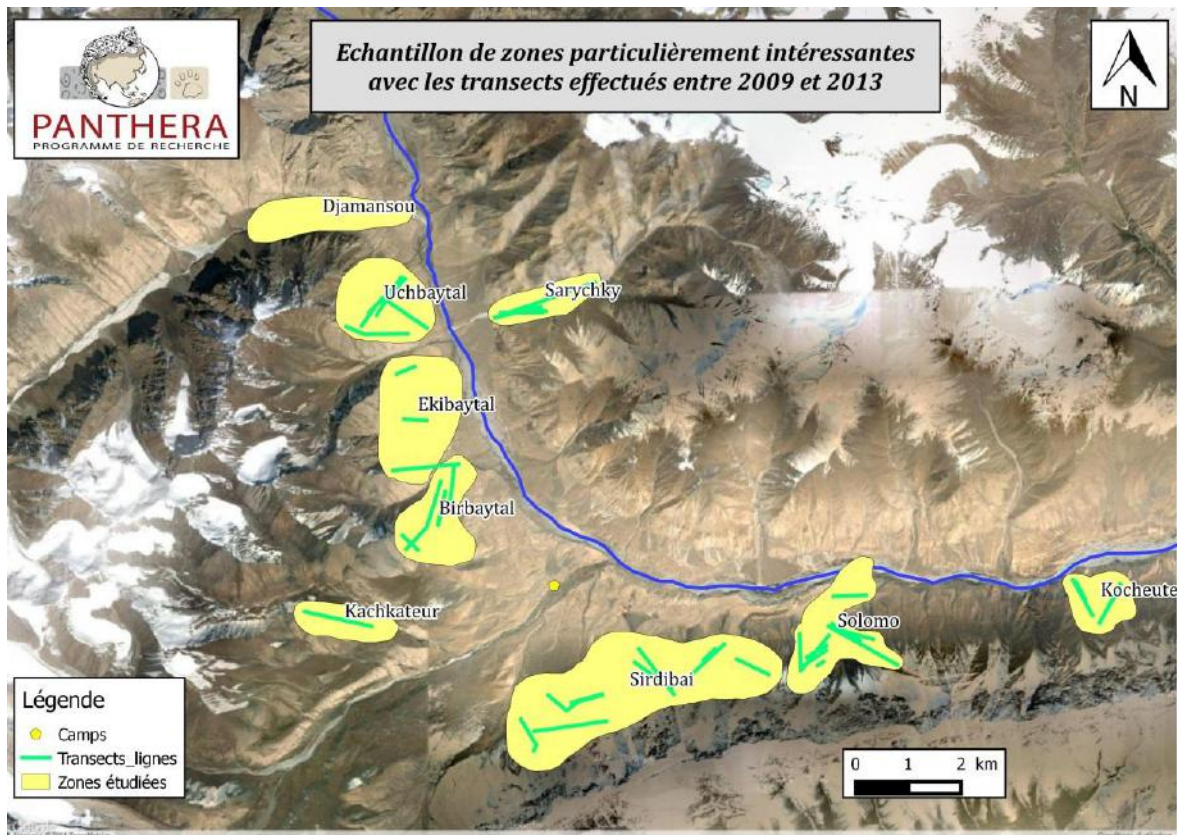 PANTHERA
PROGRAMME DE RECHERCHE
Echantillon de zones particulièrement intéressantes
avec les transects effectués entre 2009 et 2013
N
Djamansou
Uchbaytal
Sarychky
Ekibaytal
Birbaytal
Kachkateur
Kocheute
Solomo
Sirdibai
Légende
Camps
Transects_lignes
Zones étudiées
0 1 2 km